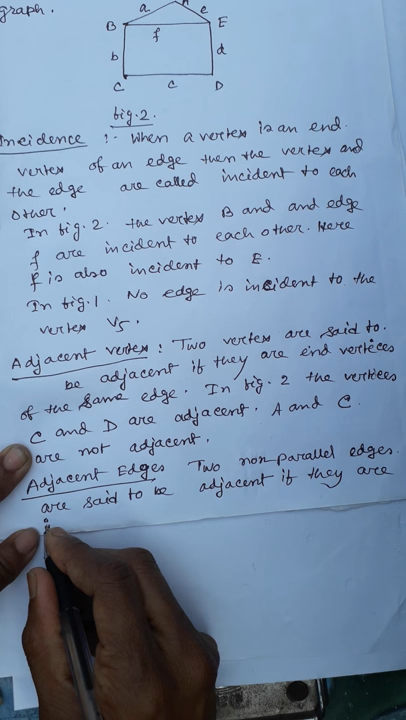 graph.
a
e
B
E
f
b
d
C
c
D
fig.2.
Incidence :- When a vertex is an end
vertex of an edge then the vertex and
the edge are called incident to each
other.
In fig. 2. the vertex B and and edge
f are incident to each other. Here
f is also incident to E.
In fig. 1. No edge is incident to the
vertex V5.
Adjacent vertex : Two vertex are said to.
be adjacent if they are end vertices
of the same edge. In fig. 2 the vertices
C and D are adjacent. A and C.
are not adjacent.
Adjacent Edges Two non-parallel edges.
are said to be adjacent if they are